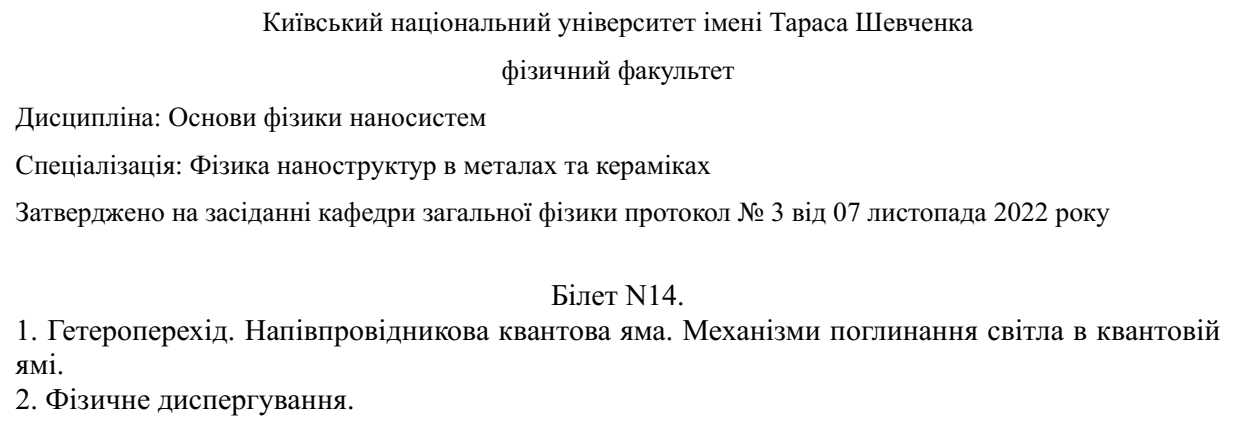 Київський національний університет імені Тараса Шевченка
фізичний факультет
Дисципліна: Основи фізики наносистем
Спеціалізація: Фізика наноструктур в металах та кераміках
Затверджено на засіданні кафедри загальної фізики протокол № 3 від 07 листопада 2022 року
Білет N14.
1. Гетероперехід. Напівпровідникова квантова яма. Механізми поглинання світла в квантовій
ямі.
2. Фізичне диспергування.